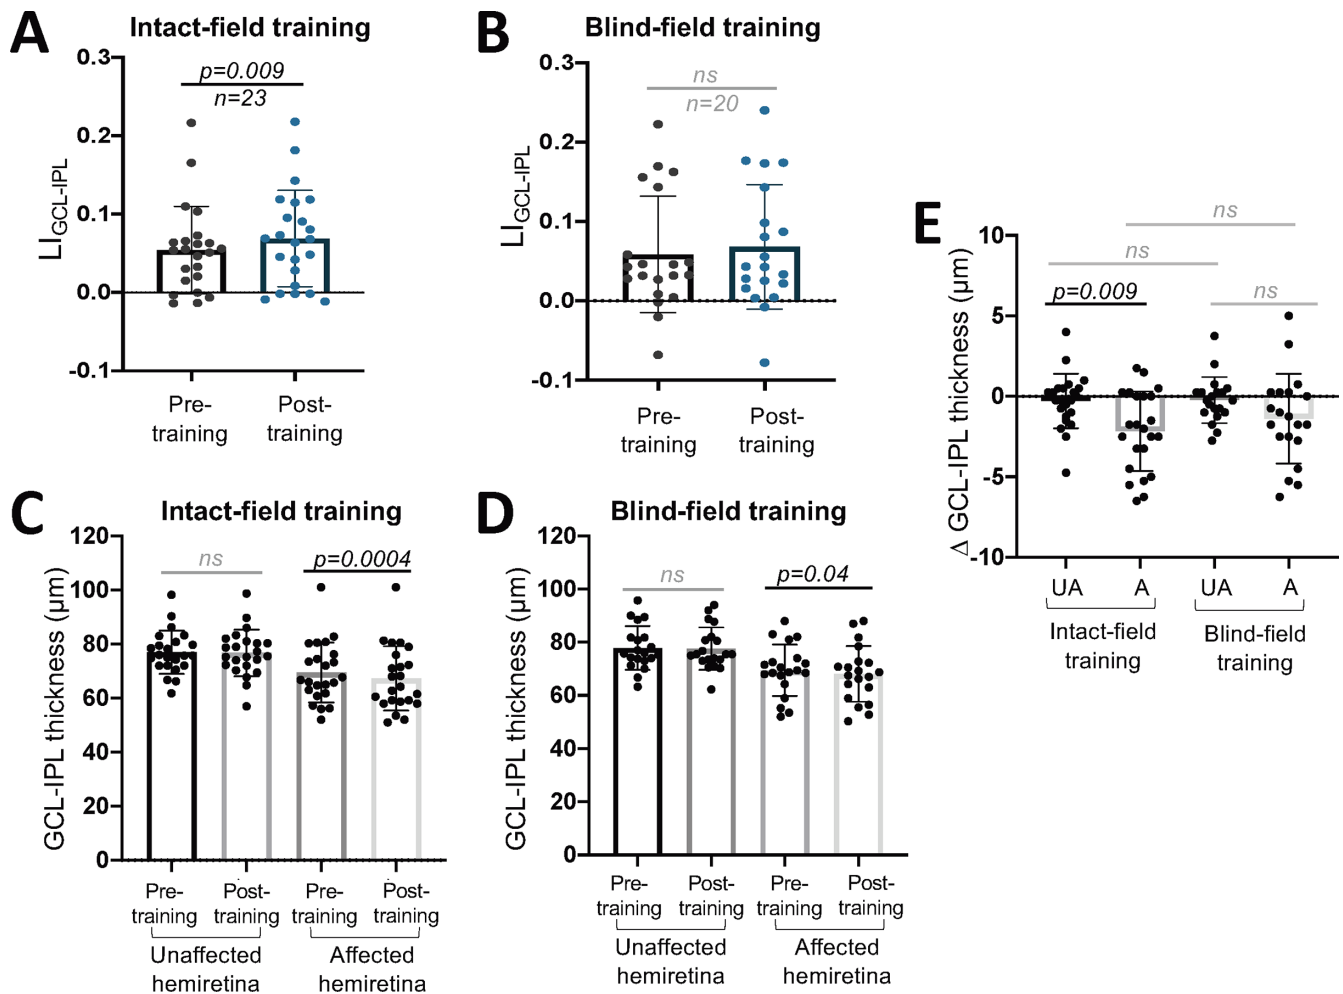 A
Intact-field training
0.3
0.2
0.1
0.0
-0.1
LIGCL-IPL
p=0.009
n=23
Pre-
training
Post-
training
B
Blind-field training
0.3
0.2
0.1
0.0
-0.1
LIGCL-IPL
ns
n=20
Pre-
training
Post-
training
C
Intact-field training
120
100
80
60
40
20
0
GCL-IPL thickness (µm)
ns
p=0.0004
Pre-
training
Post-
training
Pre-
training
Post-
training
Unaffected
hemiretina
Affected
hemiretina
D
Blind-field training
120
100
80
60
40
20
0
GCL-IPL thickness (µm)
ns
p=0.04
Pre-
training
Post-
training
Pre-
training
Post-
training
Unaffected
hemiretina
Affected
hemiretina
E
10
5
0
-5
-10
Δ GCL-IPL thickness (µm)
ns
ns
p=0.009
ns
UA
A
UA
A
Intact-field
training
Blind-field
training